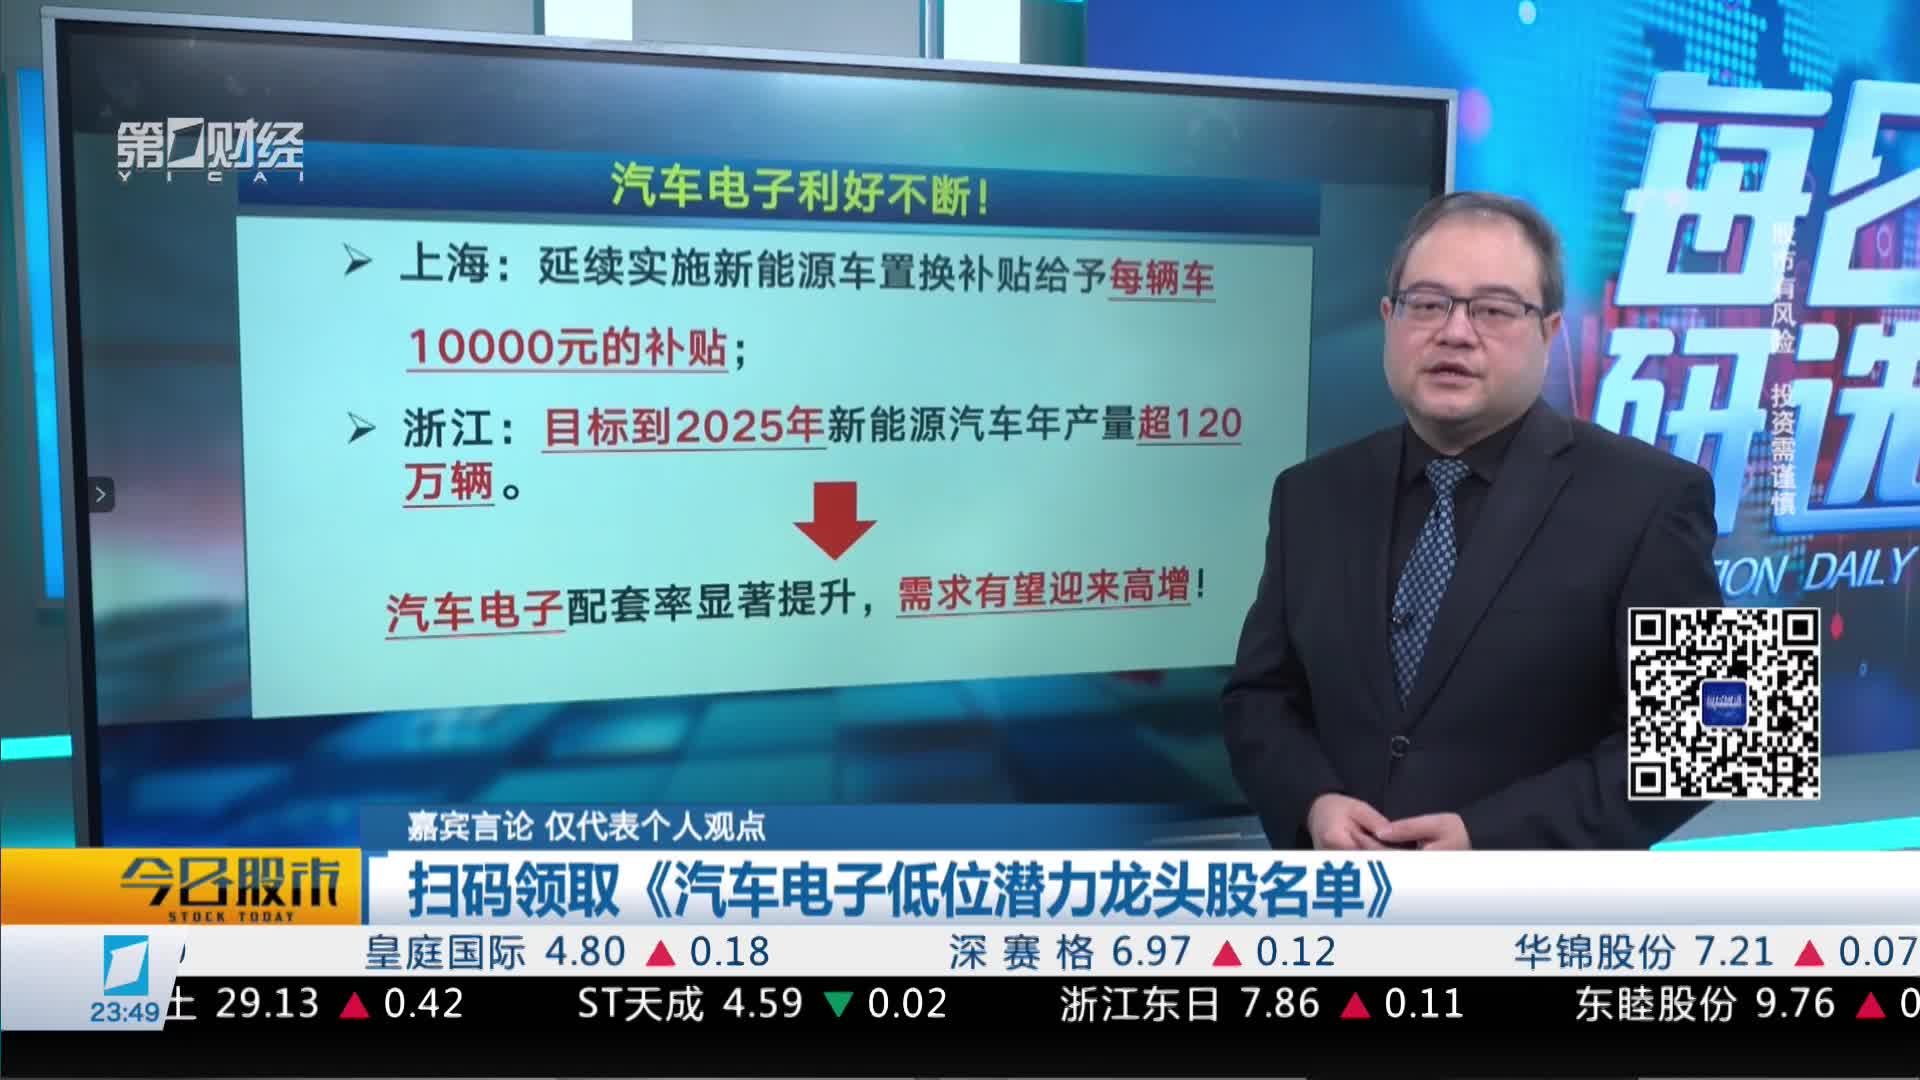 第一财经
YICAI
汽车电子利好不断！
上海：延续实施新能源车置换补贴给予每辆车
10000元的补贴；
浙江：目标到2025年新能源汽车年产量超120
万辆。
汽车电子配套率显著提升，需求有望迎来高增！
每日
研选
ION DAILY
股市有风险 投资需谨慎
嘉宾言论 仅代表个人观点
今日股市
STOCK TODAY
扫码领取《汽车电子低位潜力龙头股名单》
皇庭国际 4.80 ▲ 0.18 深赛格 6.97 ▲ 0.12 华锦股份 7.21 ▲ 0.07
23:49
土 29.13 ▲ 0.42 ST天成 4.59 ▼ 0.02 浙江东日 7.86 ▲ 0.11 东睦股份 9.76 ▲ 0